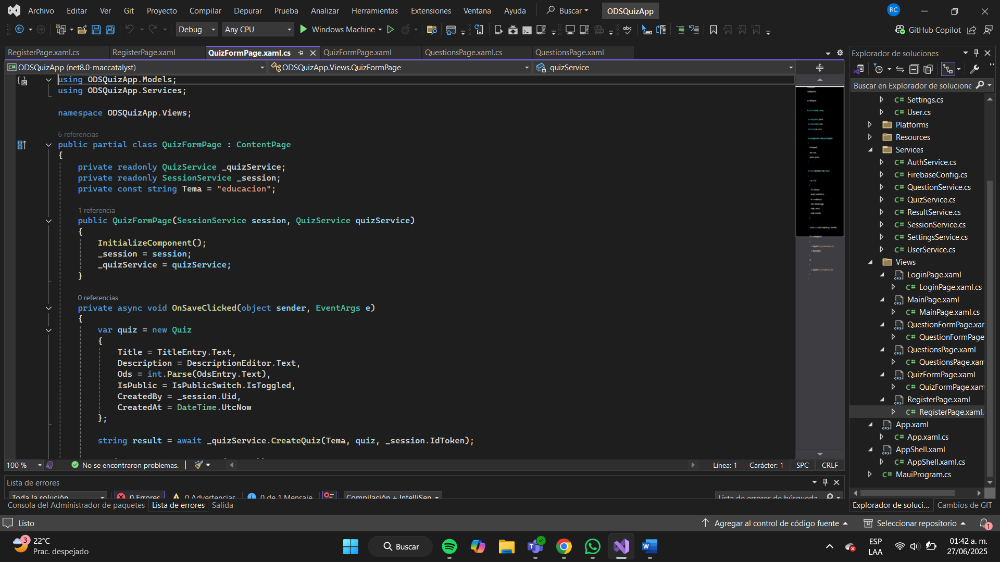 Archivo Editar Ver Git Proyecto Compilar Depurar Prueba Analizar Herramientas Extensiones Ventana Ayuda Buscar ODSQuizApp RC
Debug Any CPU Windows Machine abc GitHub Copilot
RegisterPage.xaml.cs RegisterPage.xaml QuizFormPage.xaml.cs QuizFormPage.xaml QuestionsPage.xaml.cs QuestionsPage.xaml
ODSQuizApp (net8.0-maccatalyst) ODSQuizApp.Views.QuizFormPage _quizService
using ODSQuizApp.Models;
using ODSQuizApp.Services;
namespace ODSQuizApp.Views;
6 referencias
public partial class QuizFormPage : ContentPage
{
private readonly QuizService _quizService;
private readonly SessionService _session;
private const string Tema = "educacion";
1 referencia
public QuizFormPage(SessionService session, QuizService quizService)
{
InitializeComponent();
_session = session;
_quizService = quizService;
}
0 referencias
private async void OnSaveClicked(object sender, EventArgs e)
{
var quiz = new Quiz
{
Title = TitleEntry.Text,
Description = DescriptionEditor.Text,
Ods = int.Parse(OdsEntry.Text),
IsPublic = IsPublicSwitch.IsToggled,
CreatedBy = _session.Uid,
CreatedAt = DateTime.UtcNow
};
string result = await _quizService.CreateQuiz(Tema, quiz, _session.IdToken);
100 % No se encontraron problemas. Línea: 1 Carácter: 1 SPC CRLF
Lista de errores
Toda la solución 0 Errores 0 Advertencias 0 de 1 Mensaje Compilación + IntelliSen Lista de errores de búsqueda
Consola del Administrador de paquetes Lista de errores Salida
Explorador de soluciones
Buscar en Explorador de solucione
C# Settings.cs
C# User.cs
Platforms
Resources
Services
C# AuthService.cs
C# FirebaseConfig.cs
C# QuestionService.cs
C# QuizService.cs
C# ResultService.cs
C# SessionService.cs
C# SettingsService.cs
C# UserService.cs
Views
LoginPage.xaml
C# LoginPage.xaml.cs
MainPage.xaml
C# MainPage.xaml.cs
QuestionFormPage.xar
C# QuestionFormPage
QuestionsPage.xaml
C# QuestionsPage.xam
QuizFormPage.xaml
C# QuizFormPage.xam
RegisterPage.xaml
C# RegisterPage.xaml.
App.xaml
C# App.xaml.cs
AppShell.xaml
C# AppShell.xaml.cs
C# MauiProgram.cs
Explorador de soluci... Cambios de GIT
Listo Agregar al control de código fuente Seleccionar repositorio 1
3 22°C
Prac. despejado
Buscar
ESP
LAA
01:42 a. m.
27/06/2025